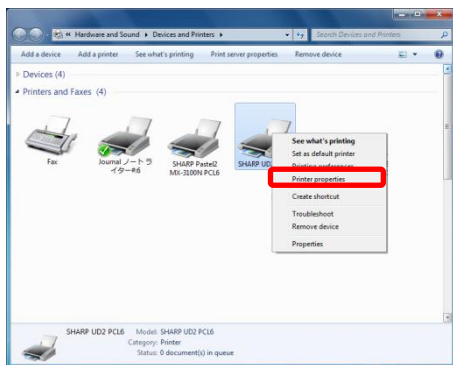 Hardware and Sound ▸ Devices and Printers ▸
Search Devices and Printers
Add a device Add a printer See what's printing Print server properties Remove device
Devices (4)
Printers and Faxes (4)
Fax
Journal ノート ラ
イター#6
SHARP Pastel2
MX-3100N PCL6
SHARP UD
See what's printing
Set as default printer
Printing preferences
Printer properties
Create shortcut
Troubleshoot
Remove device
Properties
SHARP UD2 PCL6 Model: SHARP UD2 PCL6
Category: Printer
Status: 0 document(s) in queue